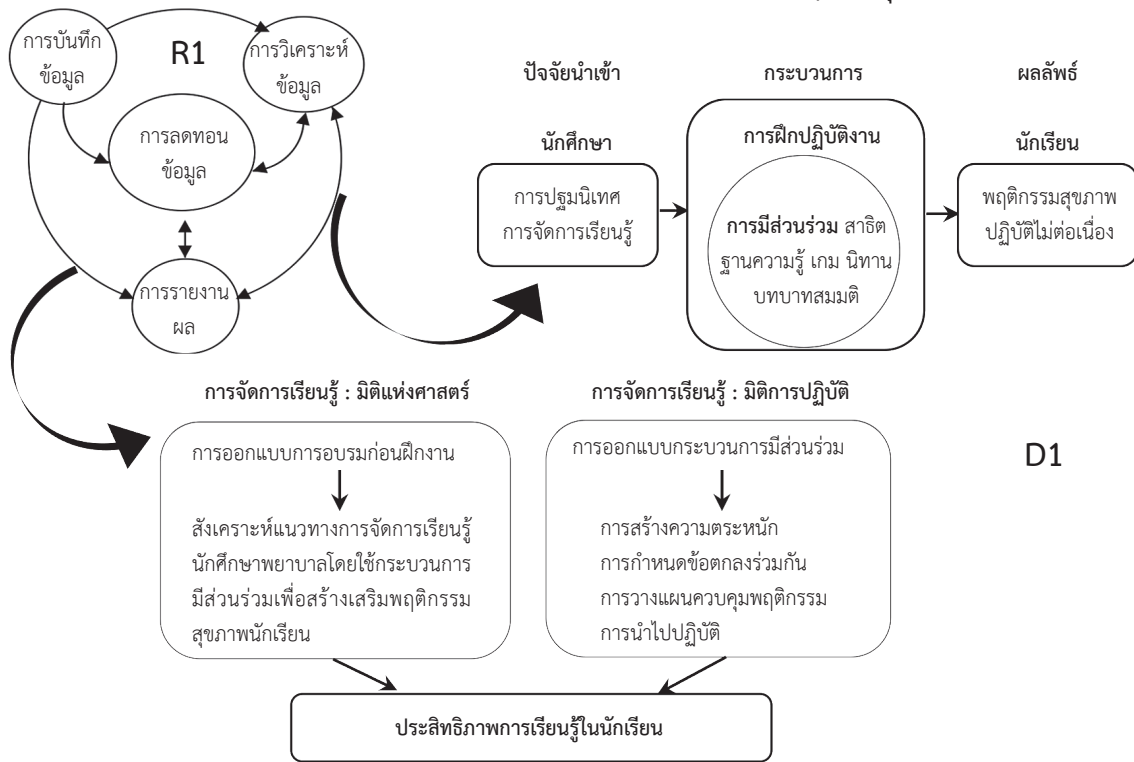 การบันทึก
ข้อมูล
R1
การวิเคราะห์
ข้อมูล
การลดทอน
ข้อมูล
การรายงาน
ผล
ปัจจัยนำเข้า
กระบวนการ
ผลลัพธ์
นักศึกษา
การฝึกปฏิบัติงาน
นักเรียน
การปฐมนิเทศ
การจัดการเรียนรู้
การมีส่วนร่วม สาธิต
ฐานความรู้ เกม นิทาน
บทบาทสมมติ
พฤติกรรมสุขภาพ
ปฏิบัติไม่ต่อเนื่อง
การจัดการเรียนรู้ : มิติแห่งศาสตร์
การจัดการเรียนรู้ : มิติการปฏิบัติ
D1
การออกแบบการอบรมก่อนฝึกงาน
สังเคราะห์แนวทางการจัดการเรียนรู้
นักศึกษาพยาบาลโดยใช้กระบวนการ
มีส่วนร่วมเพื่อสร้างเสริมพฤติกรรม
สุขภาพนักเรียน
การออกแบบกระบวนการมีส่วนร่วม
การสร้างความตระหนัก
การกำหนดข้อตกลงร่วมกัน
การวางแผนควบคุมพฤติกรรม
การนำไปปฏิบัติ
ประสิทธิภาพการเรียนรู้ในนักเรียน